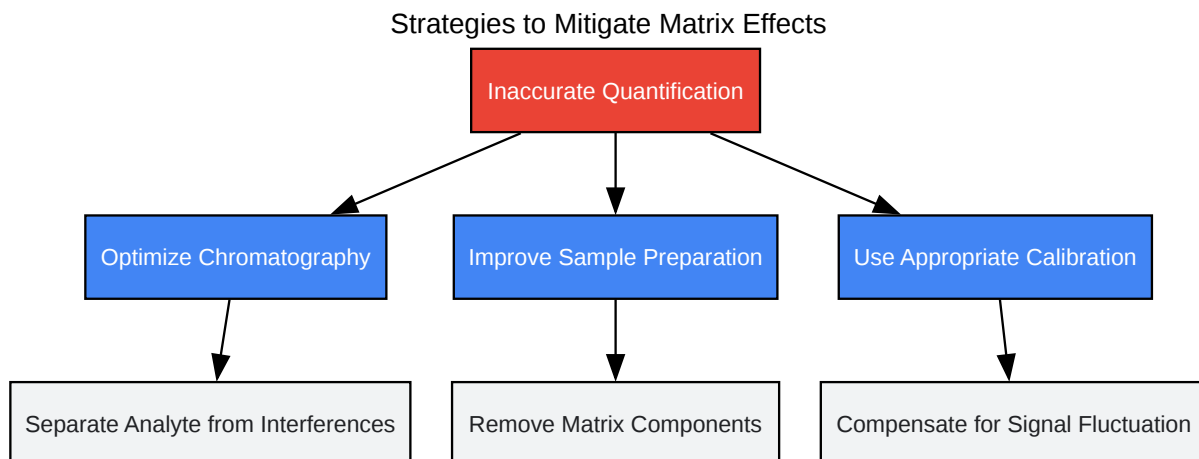 Strategies to Mitigate Matrix Effects
Inaccurate Quantification
Optimize Chromatography
Improve Sample Preparation
Use Appropriate Calibration
Separate Analyte from Interferences
Remove Matrix Components
Compensate for Signal Fluctuation